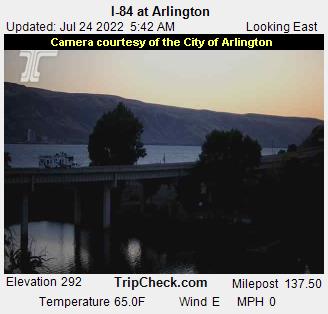 I-84 at Arlington
Updated: Jul 24 2022 5:42 AM Looking East
Camera courtesy of the City of Arlington
Elevation 292 TripCheck.com Milepost 137.50
Temperature 65.0F Wind E MPH 0